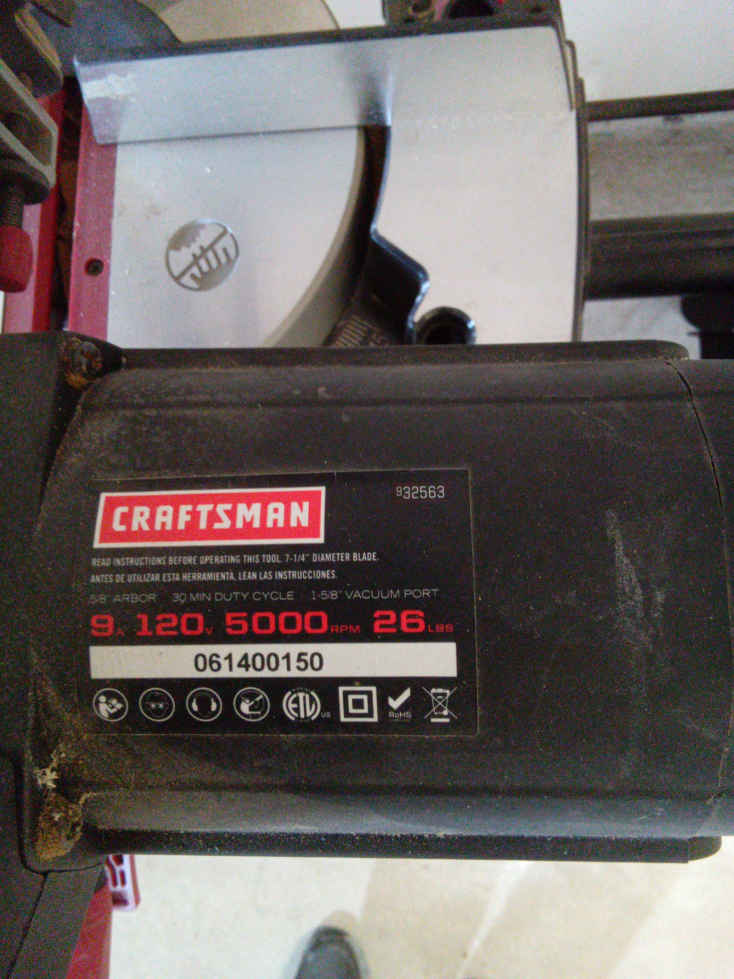 CRAFTSMAN
932563
READ INSTRUCTIONS BEFORE OPERATING THIS TOOL. 7-1/4" DIAMETER BLADE.
ANTES DE UTILIZAR ESTA HERRAMIENTA, LEAN LAS INSTRUCCIONES.
5/8" ARBOR 30 MIN DUTY CYCLE 1-5/8" VACUUM PORT
9A 120V 5000RPM 26LBS
061400150
ETL US RoHS